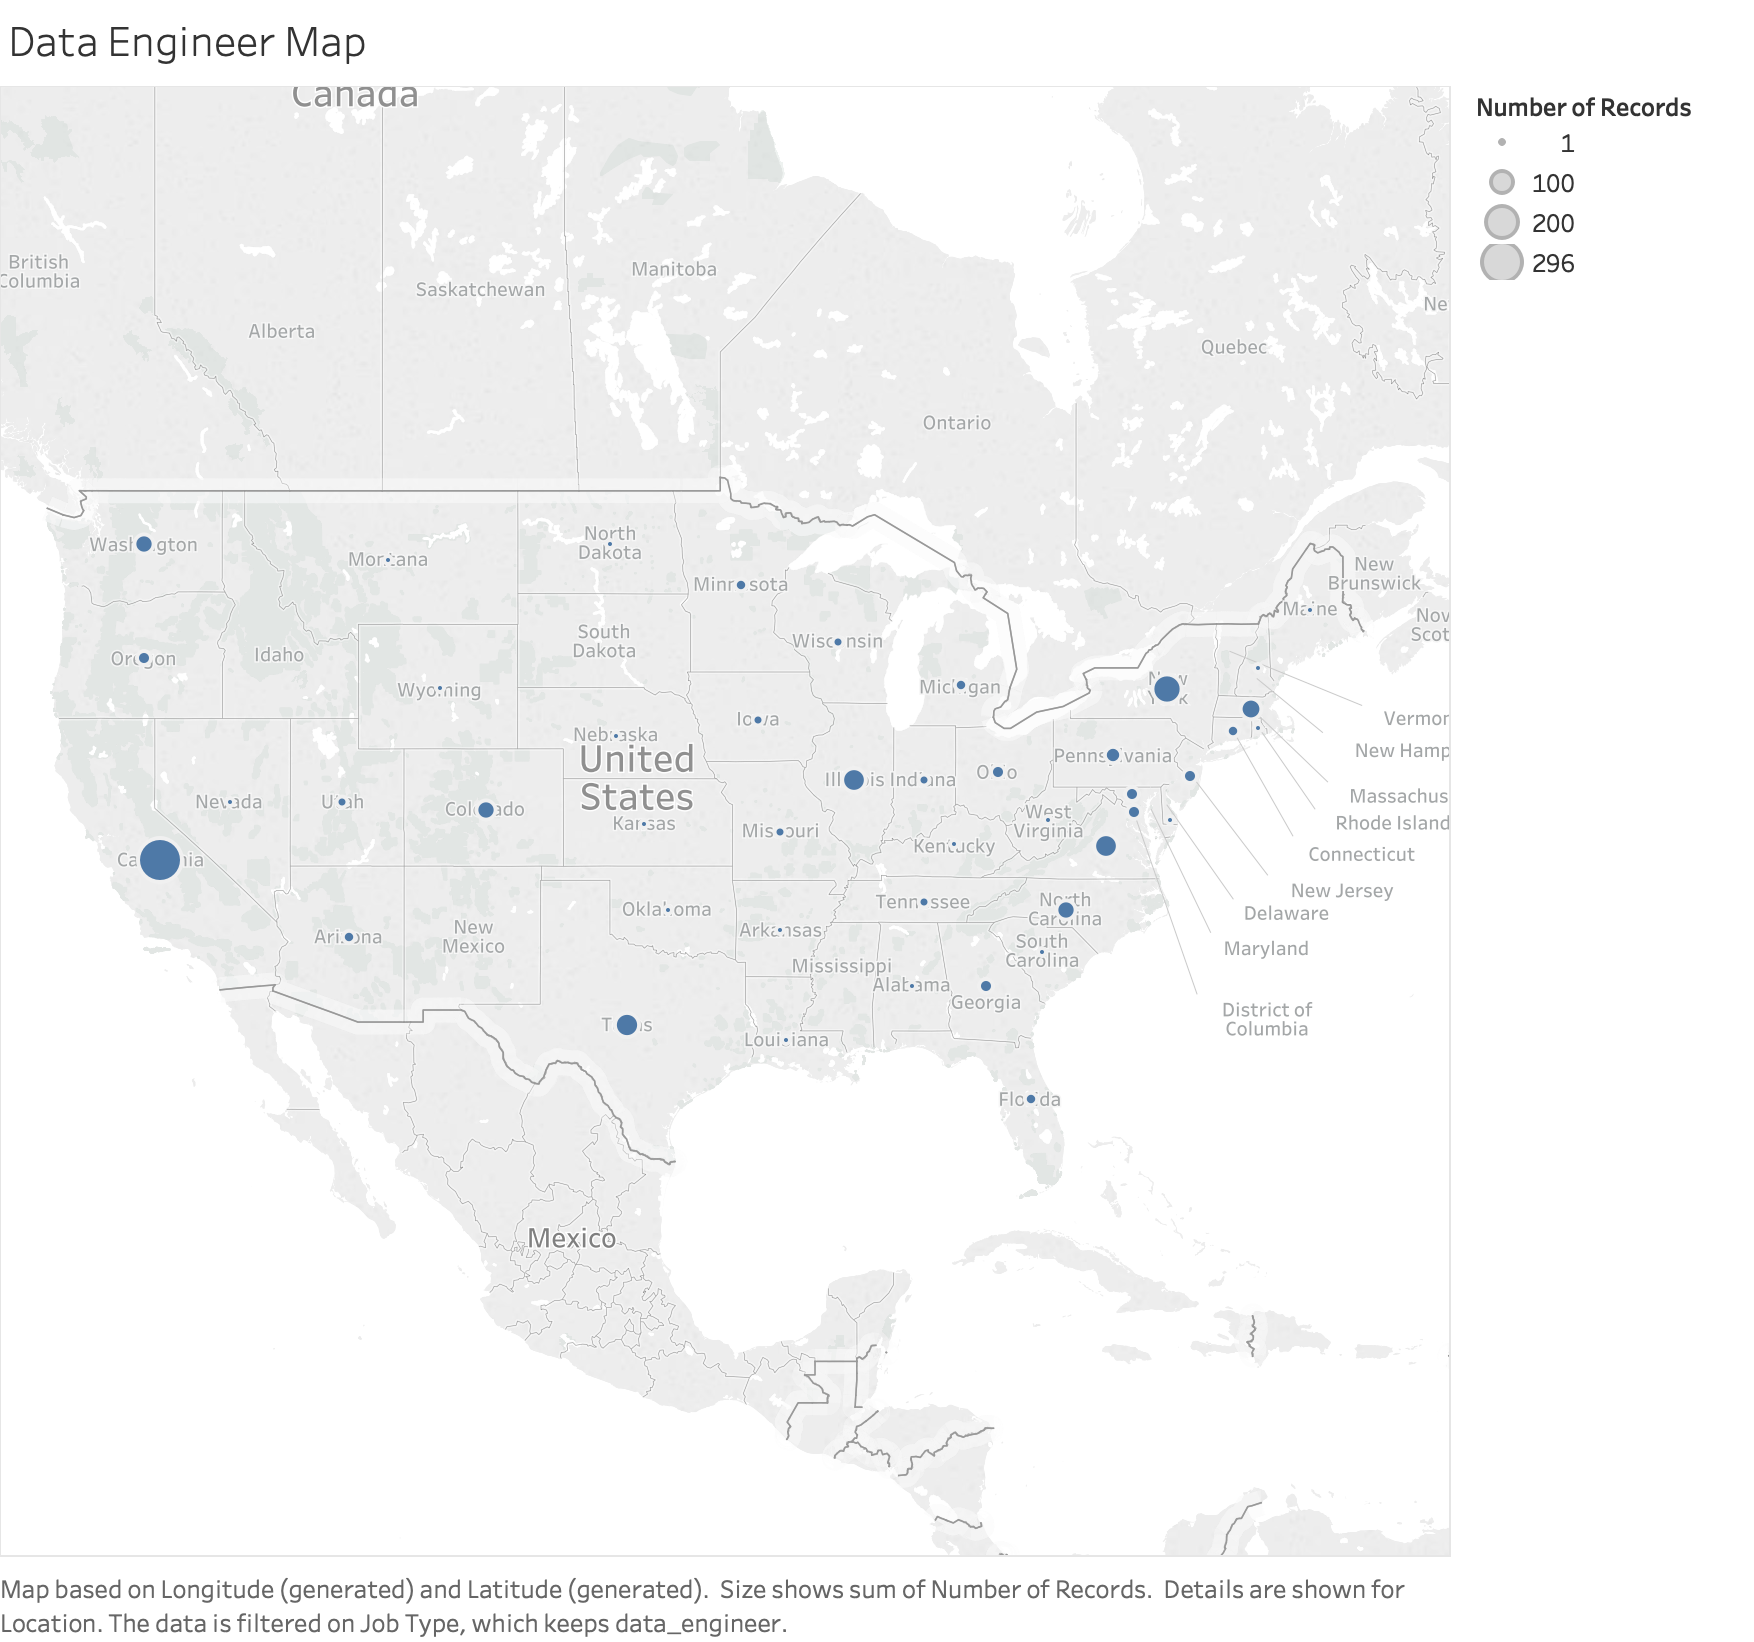 Data Engineer Map
Canada
Number of Records
1
100
200
296
British
Columbia
Alberta
Saskatchewan
Manitoba
Ontario
Quebec
Ne
New
Brunswick
Nov
Scot
Maine
Washington
Montana
North
Dakota
Minnesota
Oregon
Idaho
South
Dakota
Wisconsin
Wyoming
Michigan
New
York
Vermor
New Hamp
Iowa
Nebraska
United
States
Pennsylvania
Illinois
Indiana
Ohio
Nevada
Utah
Colorado
Kansas
Missouri
West
Virginia
Kentucky
Massachus
Rhode Island
Connecticut
New Jersey
Delaware
Maryland
District of
Columbia
California
Arizona
New
Mexico
Oklahoma
Arkansas
Tennessee
North
Carolina
South
Carolina
Mississippi
Alabama
Georgia
Texas
Louisiana
Florida
Mexico
Map based on Longitude (generated) and Latitude (generated).  Size shows sum of Number of Records.  Details are shown for
Location. The data is filtered on Job Type, which keeps data_engineer.